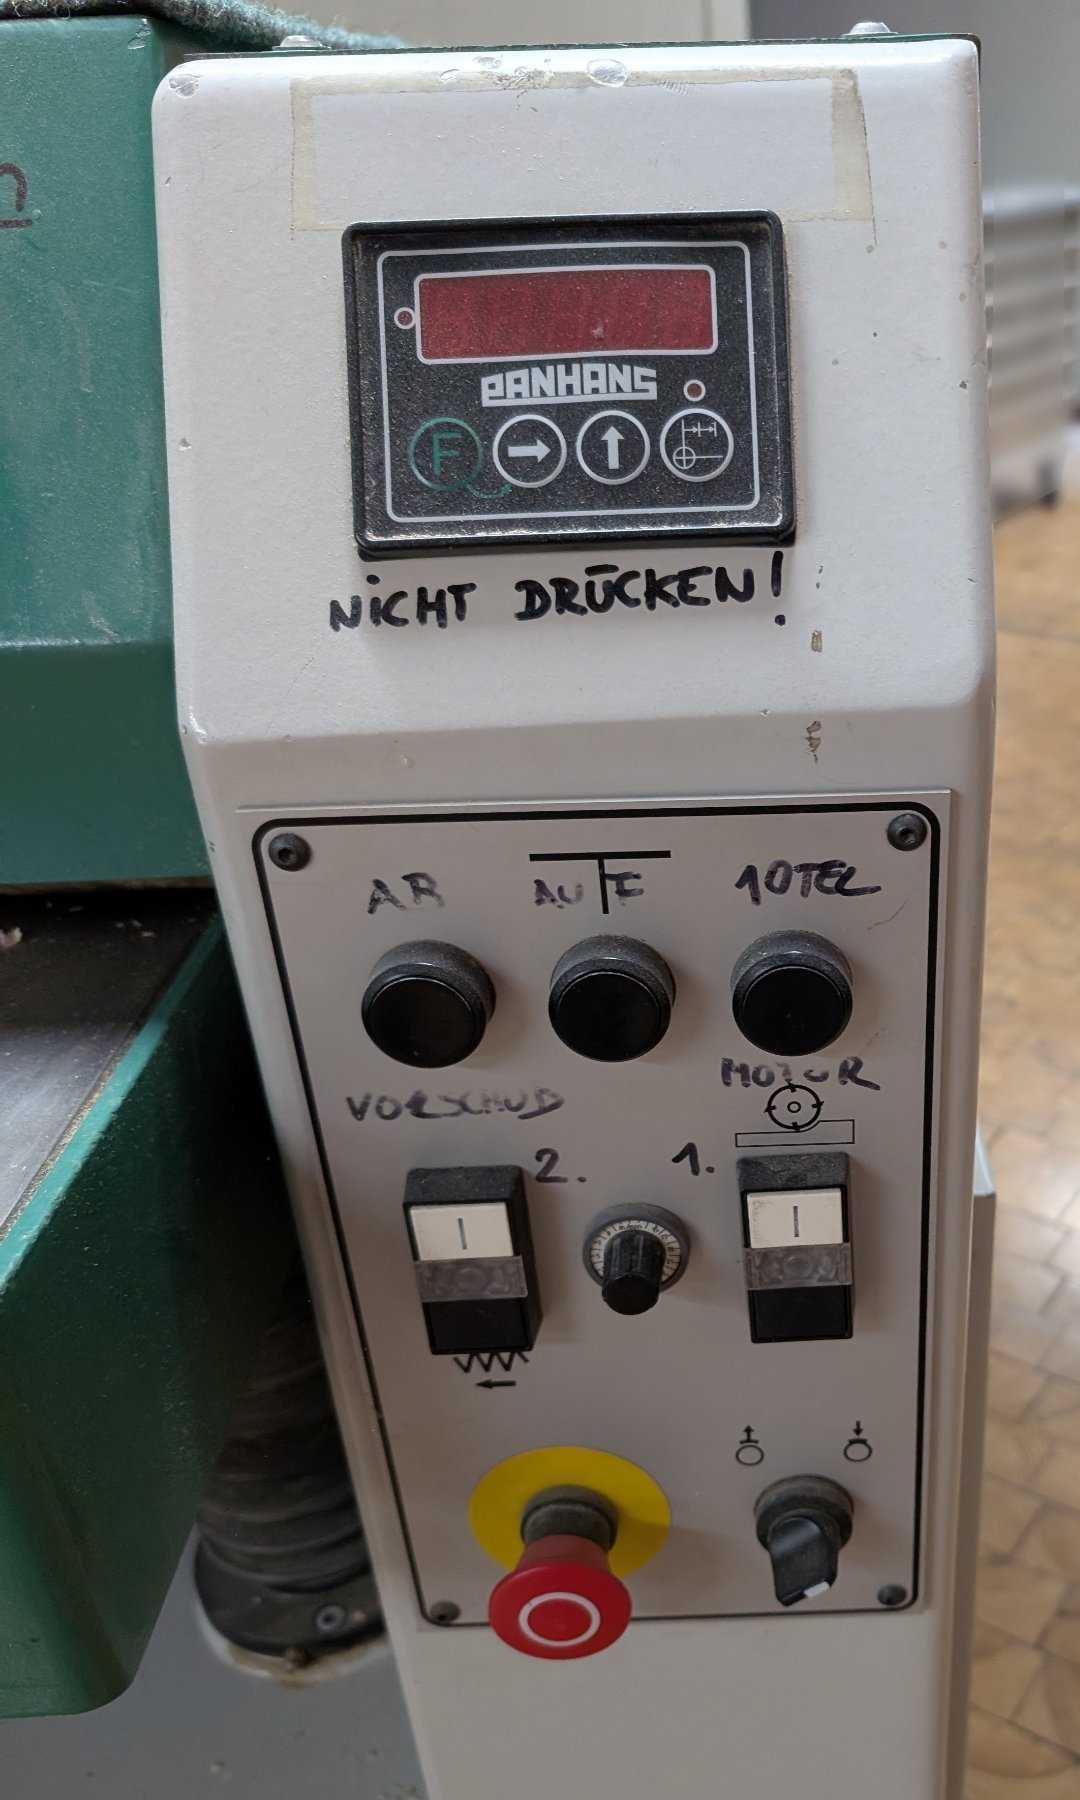 PANHANS
F
NiCHT DRÜCKEN!
AB AUF 10TEL
VORSCHUB
MOTOR
2. 1.
I I